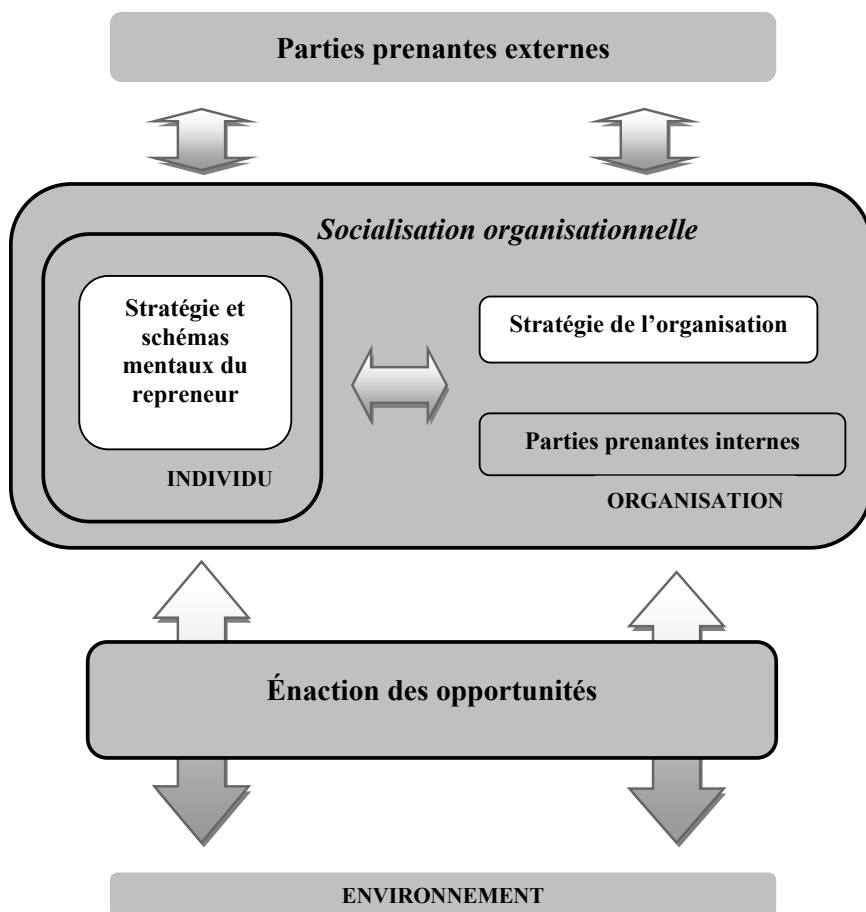 Parties prenantes externes
Socialisation organisationnelle
Stratégie et
schémas
mentaux du
repreneur
INDIVIDU
Stratégie de l’organisation
Parties prenantes internes
ORGANISATION
Énaction des opportunités
ENVIRONNEMENT